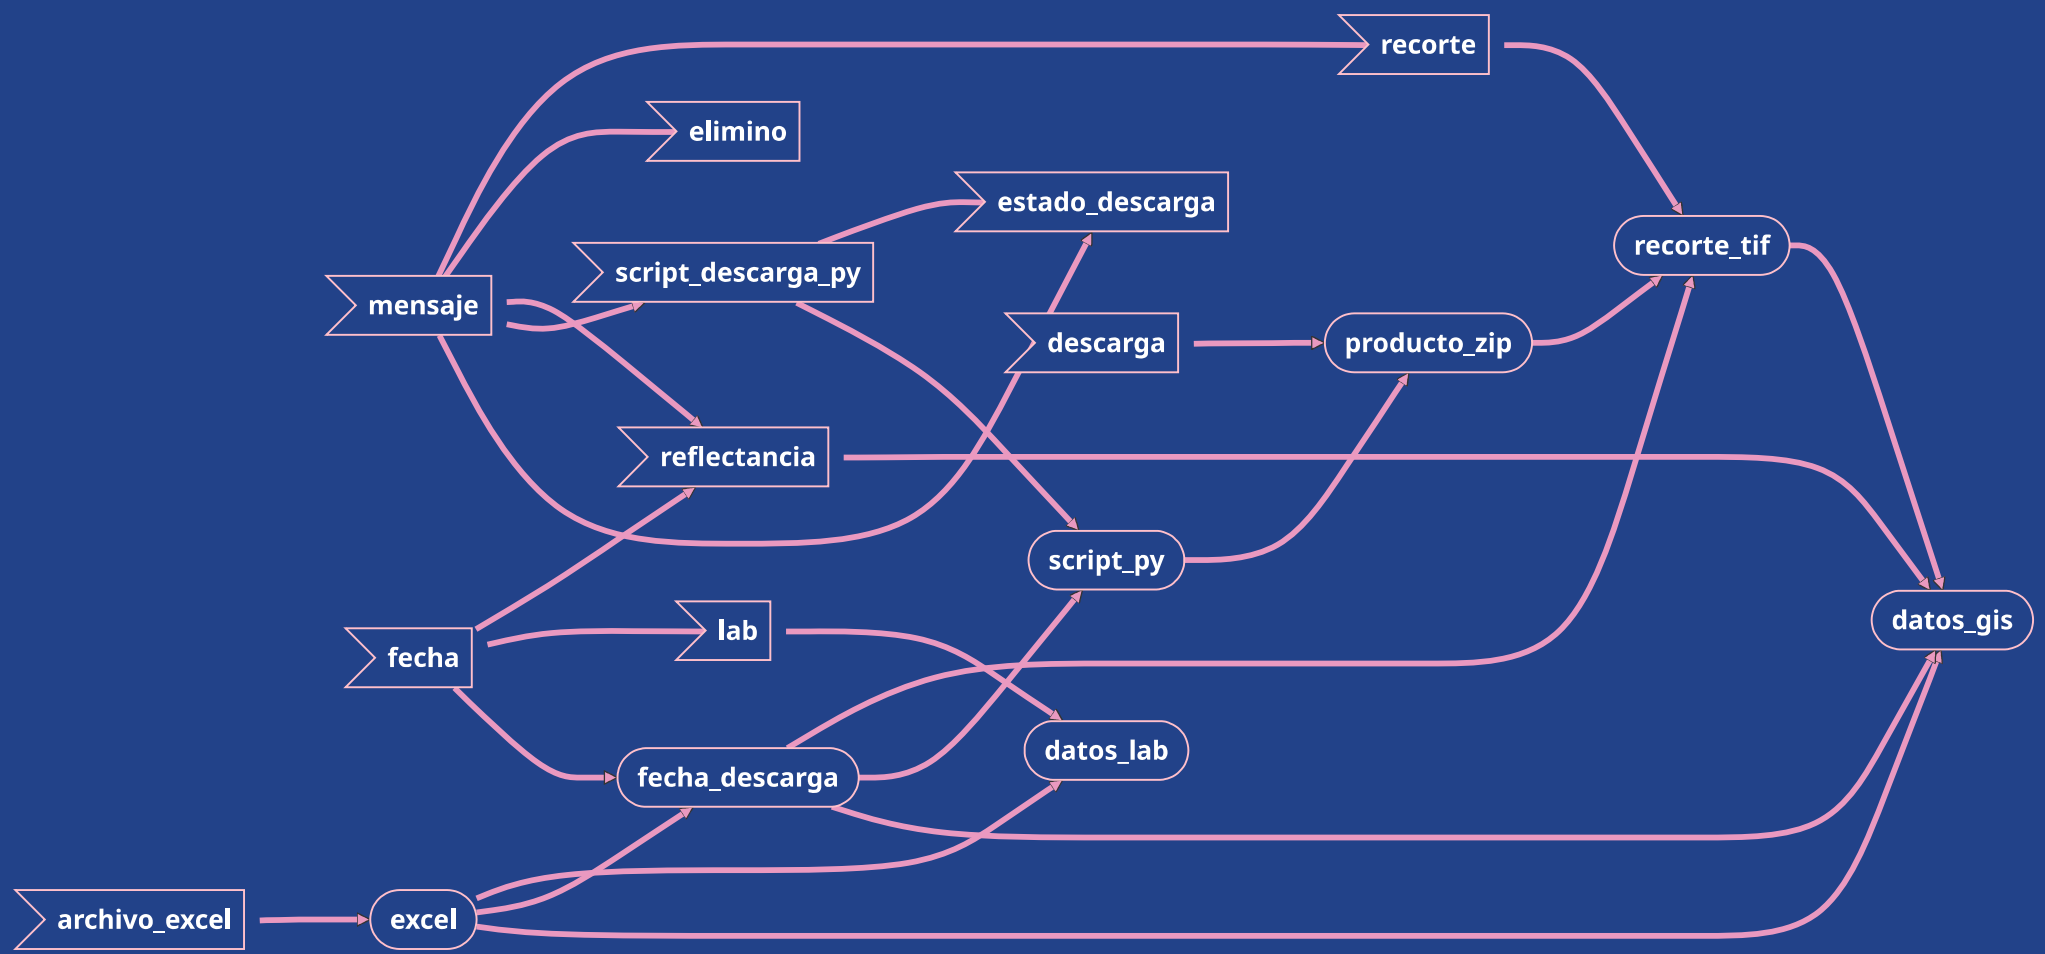 recorte
elimino
estado_descarga
recorte_tif
script_descarga_py
mensaje
descarga
producto_zip
reflectancia
script_py
datos_gis
lab
fecha
datos_lab
fecha_descarga
archivo_excel
excel